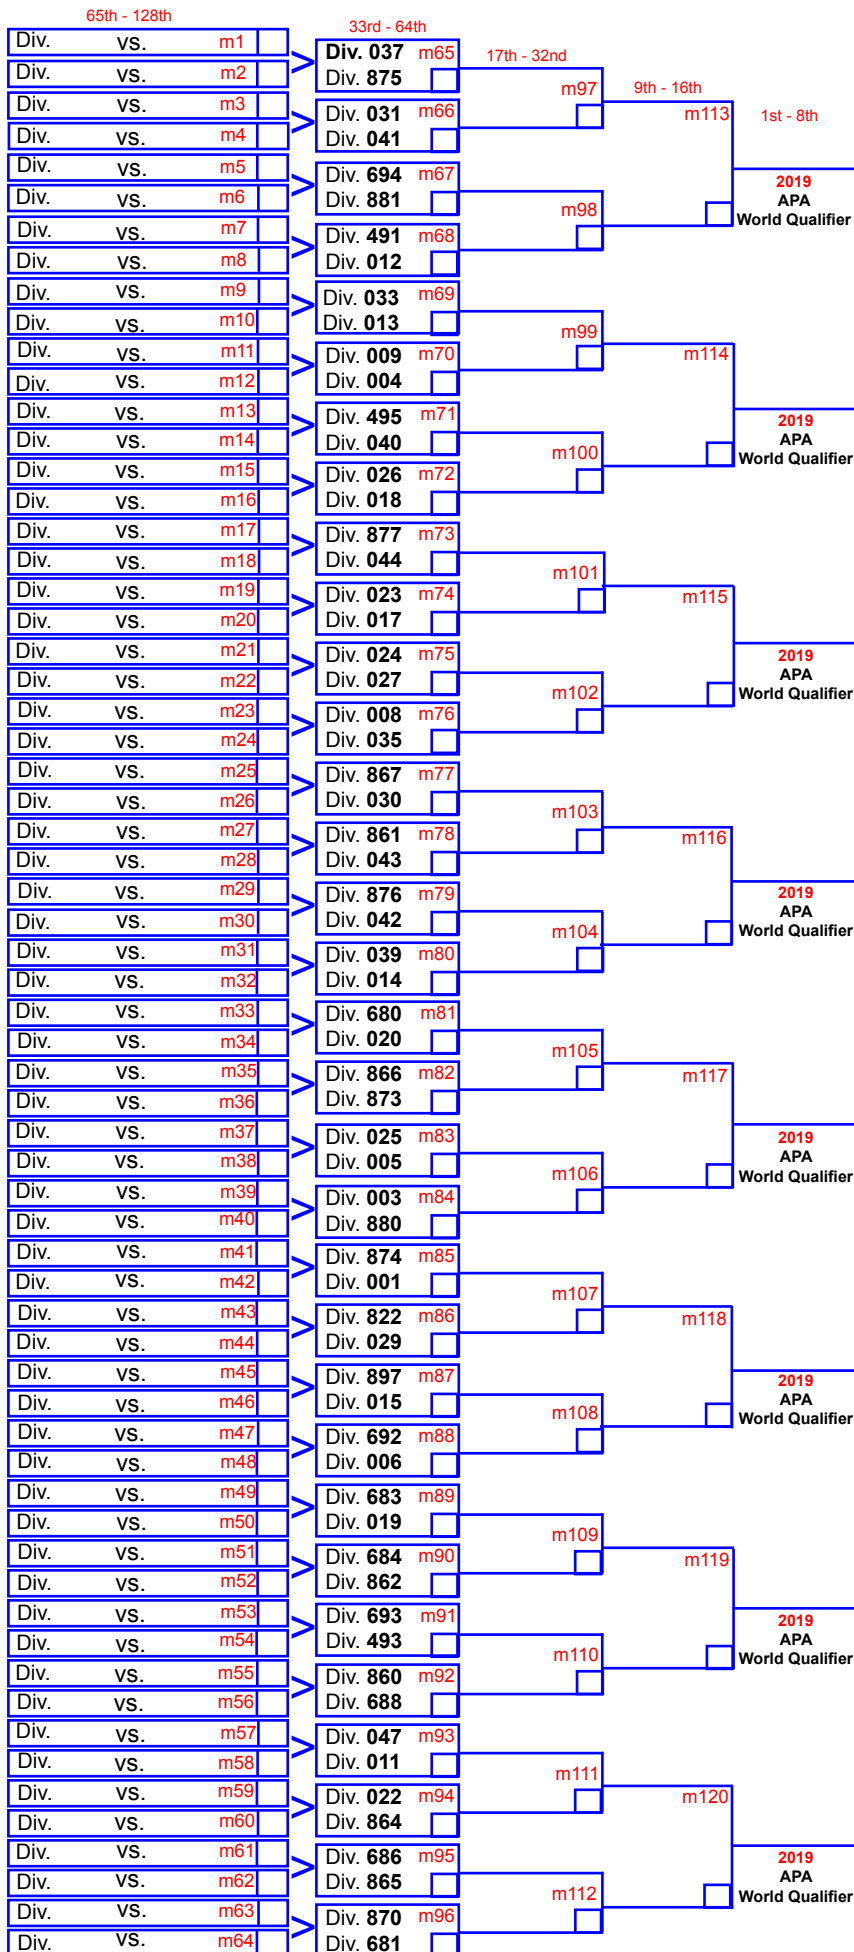 65th - 128th
Div. vs. m1
Div. vs. m2
Div. vs. m3
Div. vs. m4
Div. vs. m5
Div. vs. m6
Div. vs. m7
Div. vs. m8
Div. vs. m9
Div. vs. m10
Div. vs. m11
Div. vs. m12
Div. vs. m13
Div. vs. m14
Div. vs. m15
Div. vs. m16
Div. vs. m17
Div. vs. m18
Div. vs. m19
Div. vs. m20
Div. vs. m21
Div. vs. m22
Div. vs. m23
Div. vs. m24
Div. vs. m25
Div. vs. m26
Div. vs. m27
Div. vs. m28
Div. vs. m29
Div. vs. m30
Div. vs. m31
Div. vs. m32
Div. vs. m33
Div. vs. m34
Div. vs. m35
Div. vs. m36
Div. vs. m37
Div. vs. m38
Div. vs. m39
Div. vs. m40
Div. vs. m41
Div. vs. m42
Div. vs. m43
Div. vs. m44
Div. vs. m45
Div. vs. m46
Div. vs. m47
Div. vs. m48
Div. vs. m49
Div. vs. m50
Div. vs. m51
Div. vs. m52
Div. vs. m53
Div. vs. m54
Div. vs. m55
Div. vs. m56
Div. vs. m57
Div. vs. m58
Div. vs. m59
Div. vs. m60
Div. vs. m61
Div. vs. m62
Div. vs. m63
Div. vs. m64
33rd - 64th
Div. 037 m65
Div. 875
Div. 031 m66
Div. 041
Div. 694 m67
Div. 881
Div. 491 m68
Div. 012
Div. 033 m69
Div. 013
Div. 009 m70
Div. 004
Div. 495 m71
Div. 040
Div. 026 m72
Div. 018
Div. 877 m73
Div. 044
Div. 023 m74
Div. 017
Div. 024 m75
Div. 027
Div. 008 m76
Div. 035
Div. 867 m77
Div. 030
Div. 861 m78
Div. 043
Div. 876 m79
Div. 042
Div. 039 m80
Div. 014
Div. 680 m81
Div. 020
Div. 866 m82
Div. 873
Div. 025 m83
Div. 005
Div. 003 m84
Div. 880
Div. 874 m85
Div. 001
Div. 822 m86
Div. 029
Div. 897 m87
Div. 015
Div. 692 m88
Div. 006
Div. 683 m89
Div. 019
Div. 684 m90
Div. 862
Div. 693 m91
Div. 493
Div. 860 m92
Div. 688
Div. 047 m93
Div. 011
Div. 022 m94
Div. 864
Div. 686 m95
Div. 865
Div. 870 m96
Div. 681
17th - 32nd
m97
m98
m99
m100
m101
m102
m103
m104
m105
m106
m107
m108
m109
m110
m111
m112
9th - 16th
m113
m114
m115
m116
m117
m118
m119
m120
1st - 8th
2019
APA
World Qualifier
2019
APA
World Qualifier
2019
APA
World Qualifier
2019
APA
World Qualifier
2019
APA
World Qualifier
2019
APA
World Qualifier
2019
APA
World Qualifier
2019
APA
World Qualifier